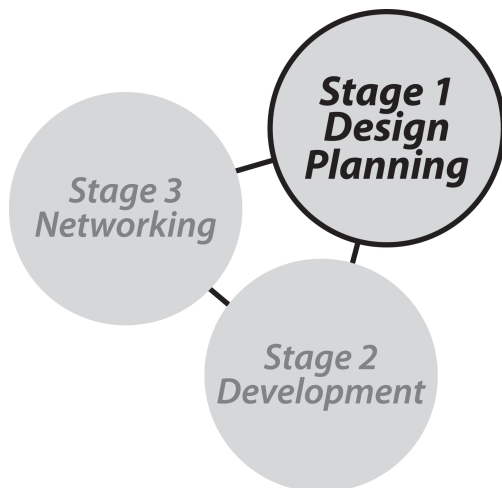 Stage 1
Design
Planning
Stage 3
Networking
Stage 2
Development